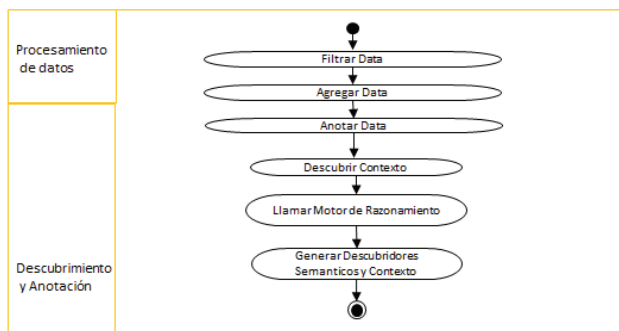 Procesamiento
de datos
Filtrar Data
Agregar Data
Anotar Data
Descubrir Contexto
Llamar Motor de Razonamiento
Generar Descubridores
Semanticos y Contexto
Descubrimiento
y Anotación